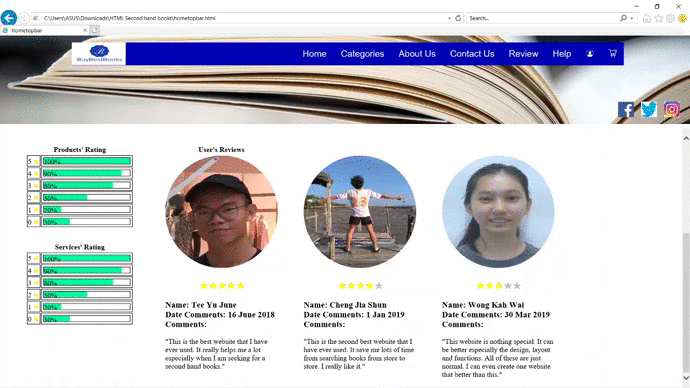 C:\Users\ASUS\Downloads\HTML Second hand books\hometopbar.html
Search...
hometopbar
B
BuyBestBooks
Home Categories About Us Contact Us Review Help
Products' Rating
5 100%
4 90%
3 80%
2 50%
1 20%
0 30%
Services' Rating
5 100%
4 90%
3 80%
2 50%
1 20%
0 30%
User's Reviews
Name: Tee Yu June
Date Comments: 16 June 2018
Comments:
"This is the best website that I have
ever used. It really helps me a lot
especially when I am seeking for a
second hand books."
Name: Cheng Jia Shun
Date Comments: 1 Jan 2019
Comments:
"This is the second best website that I
have ever used. It save me lots of time
from searching books from store to
store. I really like it."
Name: Wong Kah Wai
Date Comments: 30 Mar 2019
Comments:
"This website is nothing special. It can
be better especially the design, layout
and functions. All of these are just
normal. I can even create one website
that better than this."